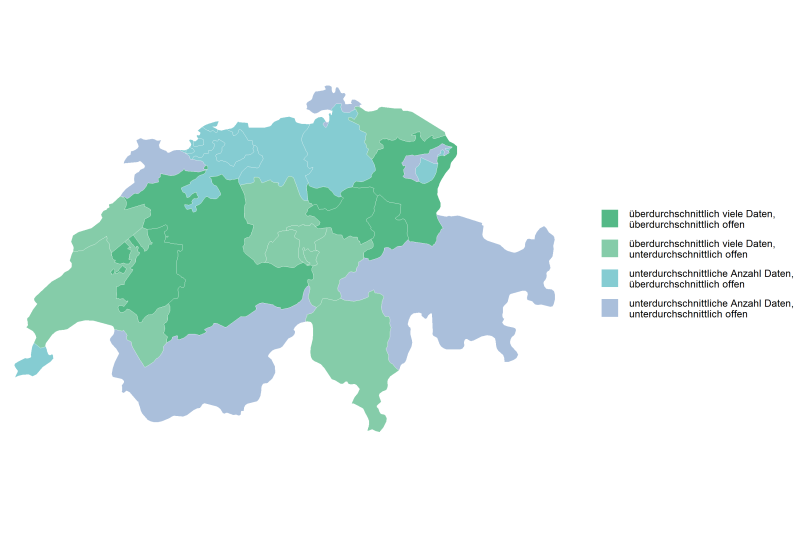 überdurchschnittlich viele Daten,
überdurchschnittlich offen
überdurchschnittlich viele Daten,
unterdurchschnittlich offen
unterdurchschnittliche Anzahl Daten,
überdurchschnittlich offen
unterdurchschnittliche Anzahl Daten,
unterdurchschnittlich offen